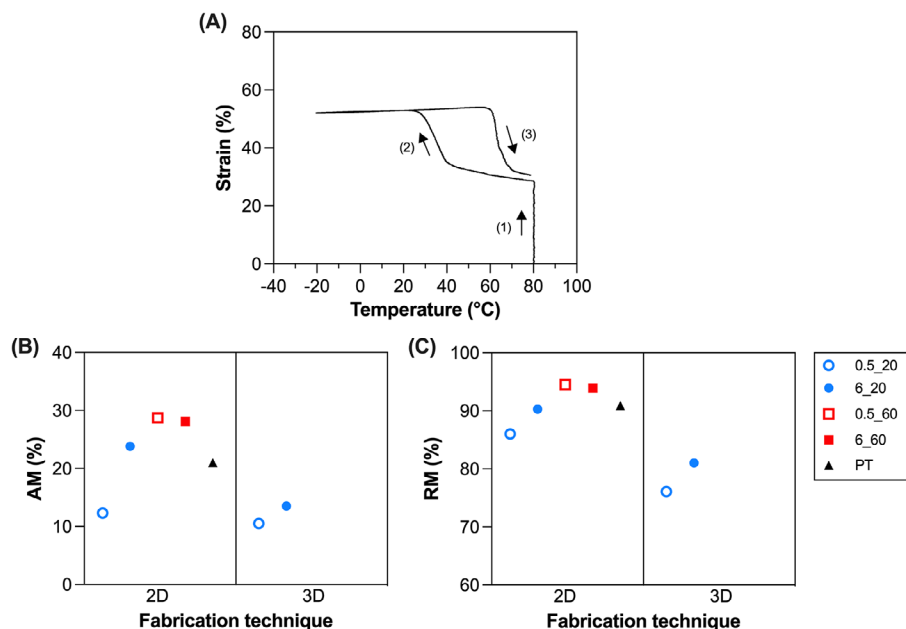 (A)
80
60
40
20
0
Strain (%)
(1)
(2)
(3)
-40 -20 0 20 40 60 80 100
Temperature (°C)
(B)
40
30
20
10
0
AM (%)
2D 3D
Fabrication technique
(C)
100
90
80
70
60
RM (%)
2D 3D
Fabrication technique
0.5_20
6_20
0.5_60
6_60
PT